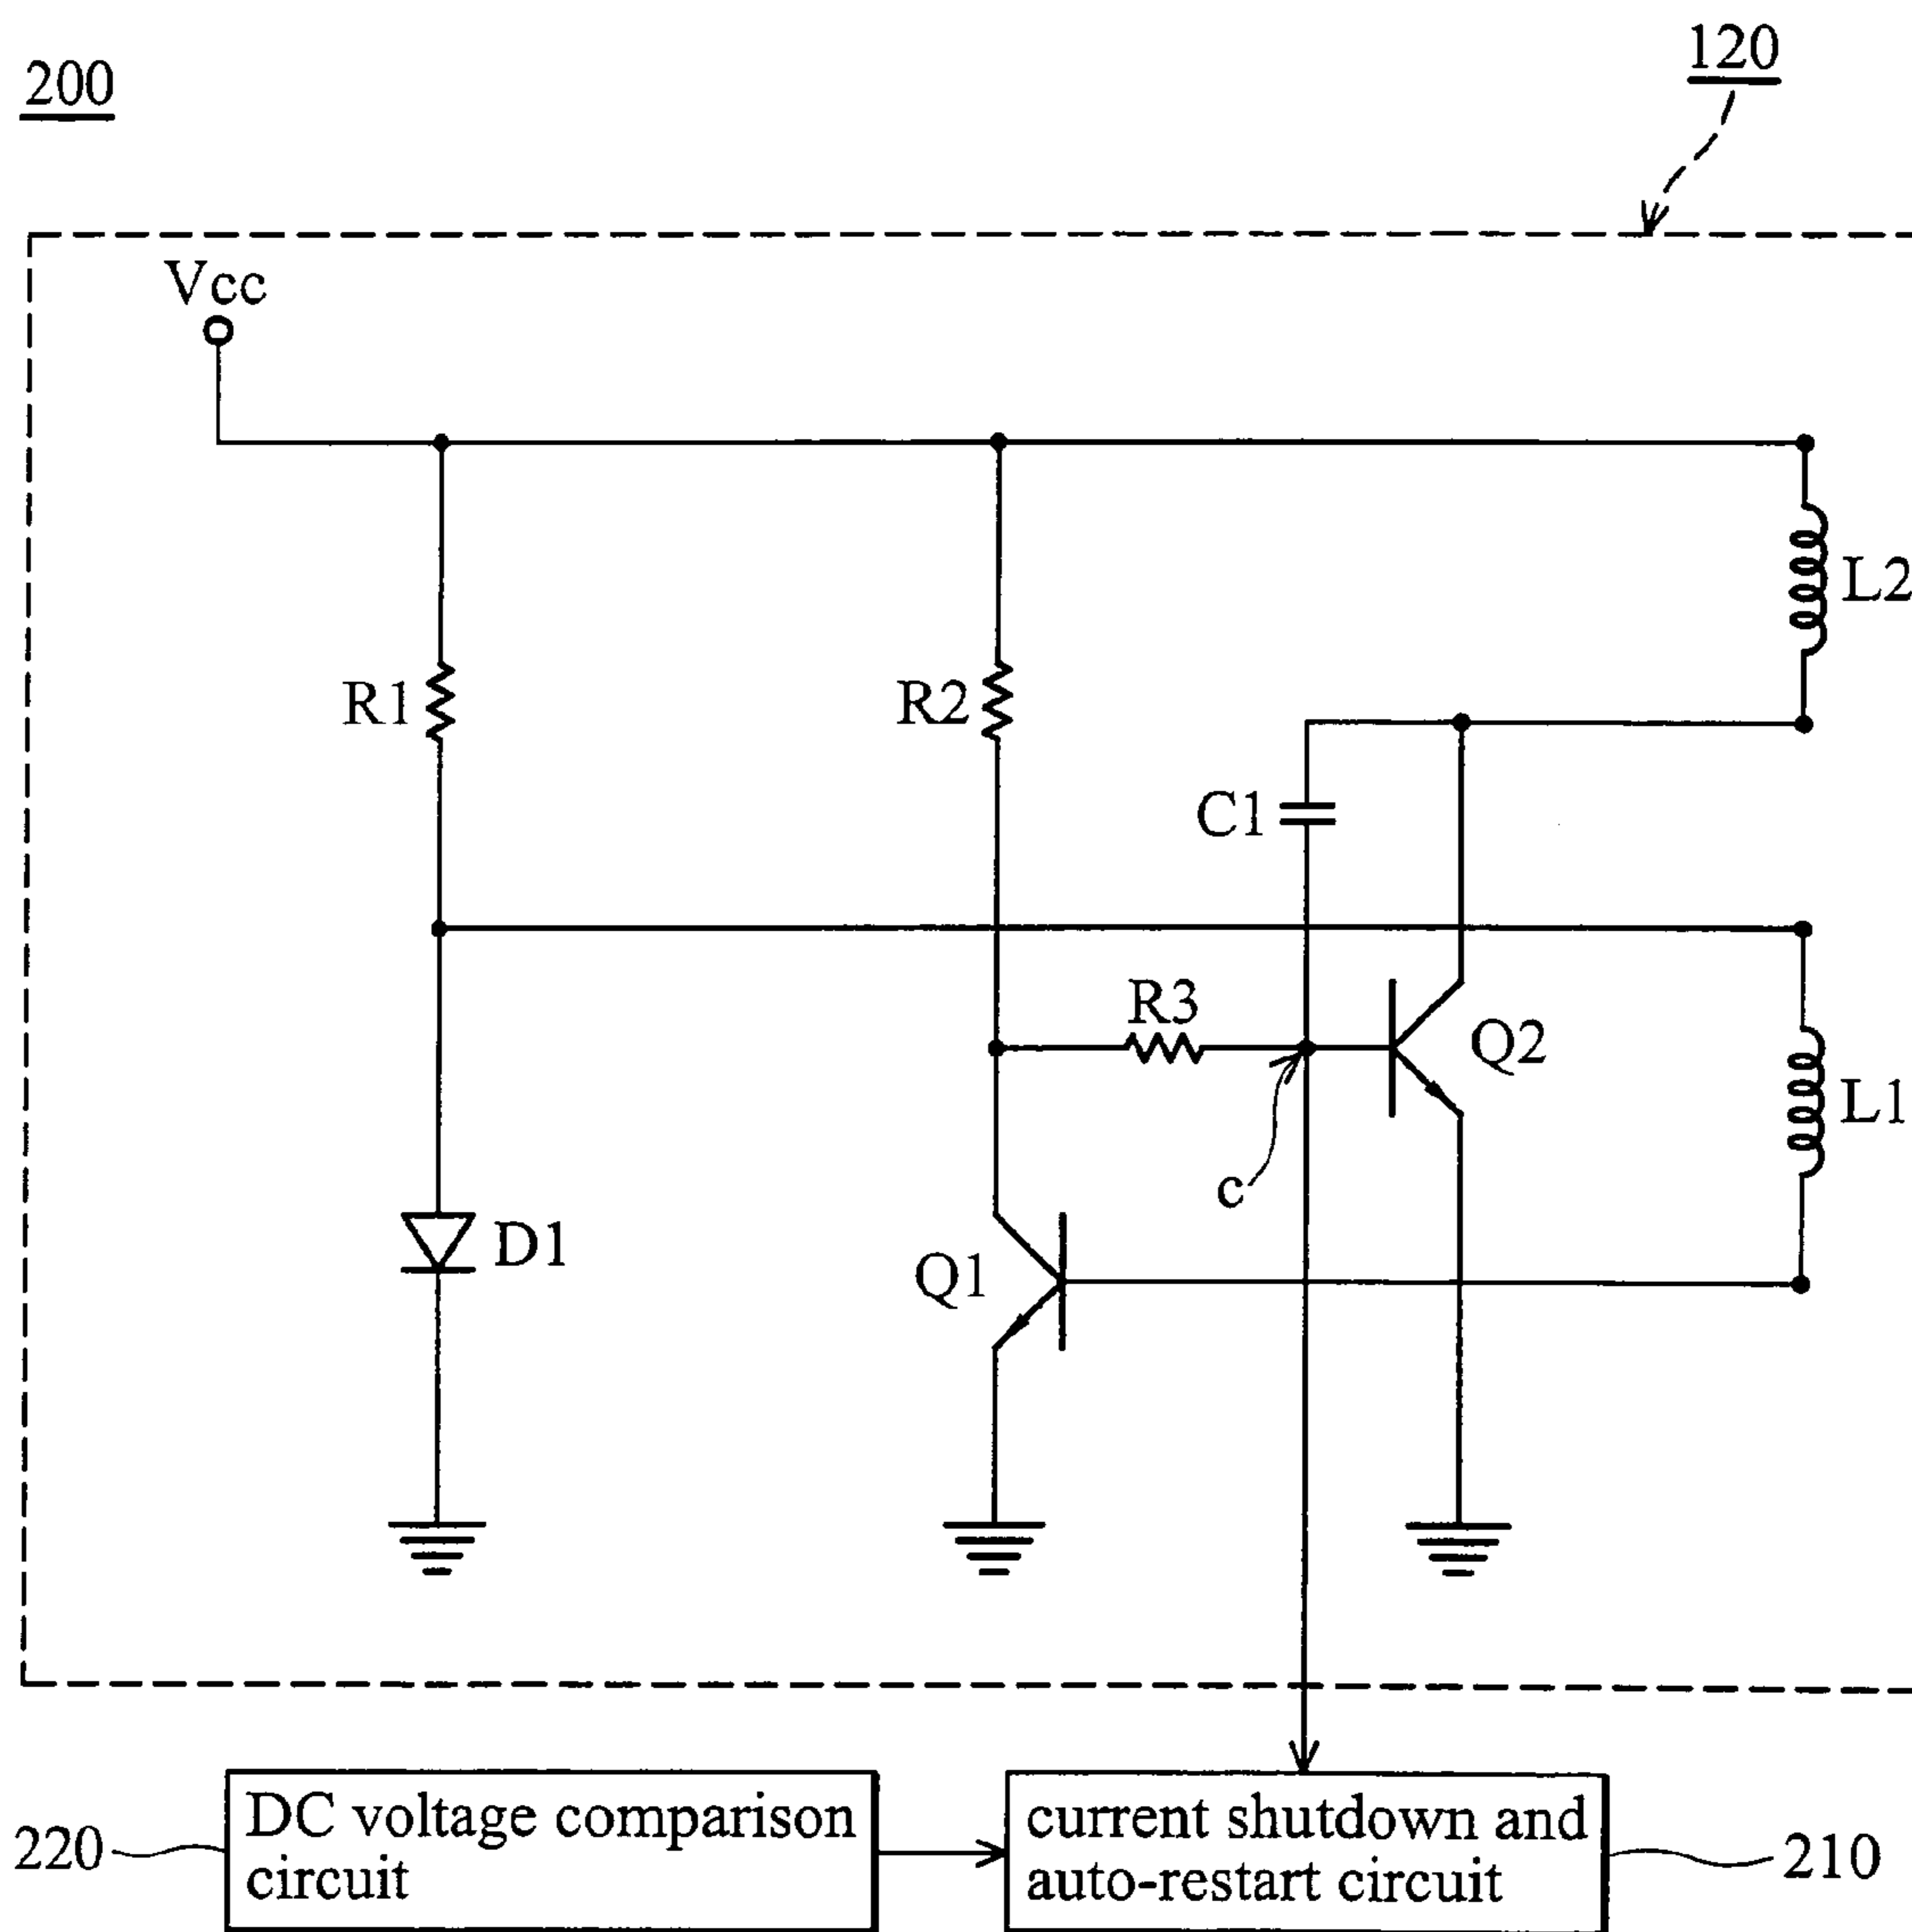 200
120
Vcc
L2
R1
R2
C1
R3
Q2
L1
c
D1
Q1
220
DC voltage comparison
circuit
current shutdown and
auto-restart circuit
210